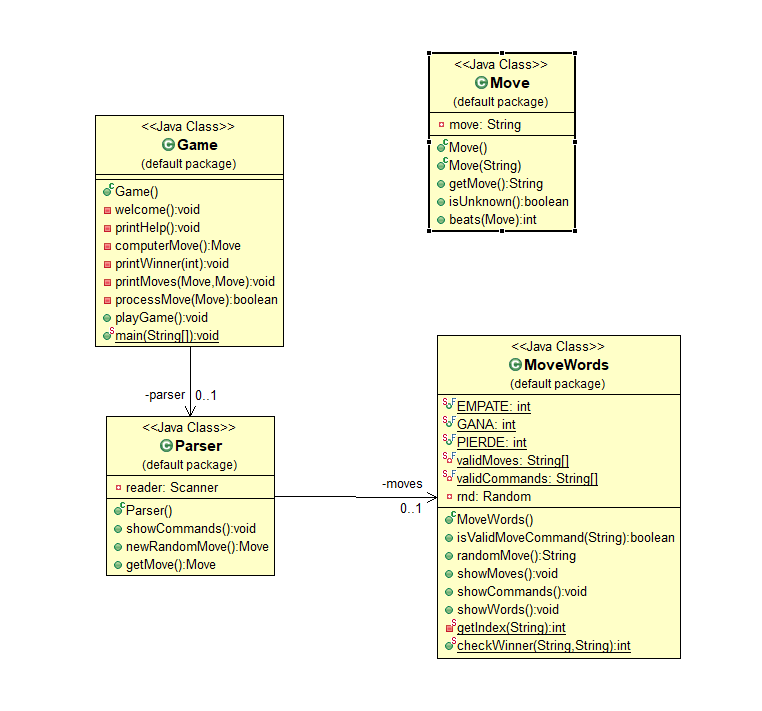 <<Java Class>>
Move
(default package)
move: String
Move()
Move(String)
getMove():String
isUnknown():boolean
beats(Move):int
<<Java Class>>
Game
(default package)
Game()
welcome():void
printHelp():void
computerMove():Move
printWinner(int):void
printMoves(Move,Move):void
processMove(Move):boolean
playGame():void
main(String[]):void
-parser 0..1
<<Java Class>>
Parser
(default package)
reader: Scanner
Parser()
showCommands():void
newRandomMove():Move
getMove():Move
-moves
0..1
<<Java Class>>
MoveWords
(default package)
EMPATE: int
GANA: int
PIERDE: int
validMoves: String[]
validCommands: String[]
rnd: Random
MoveWords()
isValidMoveCommand(String):boolean
randomMove():String
showMoves():void
showCommands():void
showWords():void
getIndex(String):int
checkWinner(String,String):int